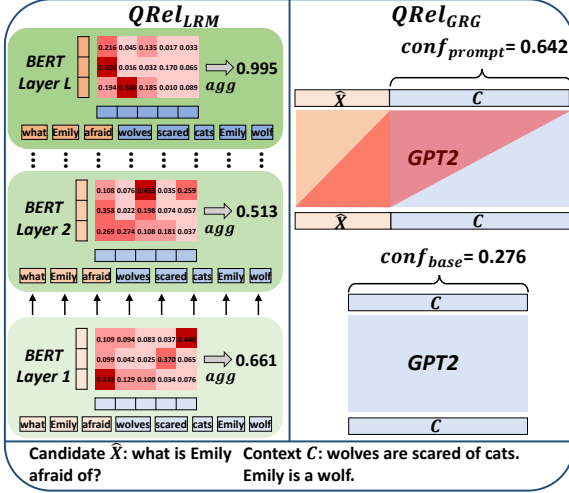 QRel_LRM
BERT Layer L
0.216 0.045 0.135 0.017 0.033
0.016 0.032 0.170 0.065
0.194 0.500 0.185 0.010 0.089
agg
0.995
what Emily afraid wolves scared cats Emily wolf
BERT Layer 2
0.108 0.076 0.453 0.035 0.259
0.358 0.022 0.198 0.074 0.057
0.269 0.274 0.108 0.181 0.037
agg
0.513
what Emily afraid wolves scared cats Emily wolf
BERT Layer 1
0.109 0.094 0.083 0.037 0.440
0.099 0.042 0.025 0.370 0.065
0.129 0.100 0.034 0.076
agg
0.661
what Emily afraid wolves scared cats Emily wolf
QRel_GRG
conf_prompt= 0.642
X̂ C
GPT2
X̂ C
conf_base= 0.276
C
GPT2
C
Candidate X̂: what is Emily
afraid of?
Context C: wolves are scared of cats.
Emily is a wolf.